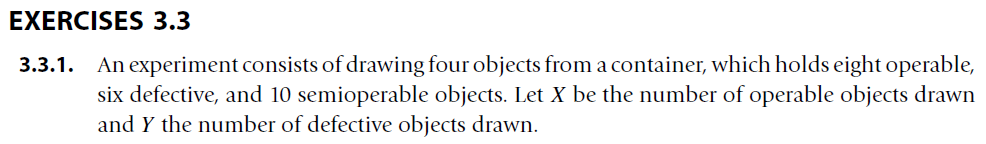 EXERCISES 3.3
3.3.1. An experiment consists of drawing four objects from a container, which holds eight operable,
six defective, and 10 semioperable objects. Let X be the number of operable objects drawn
and Y the number of defective objects drawn.